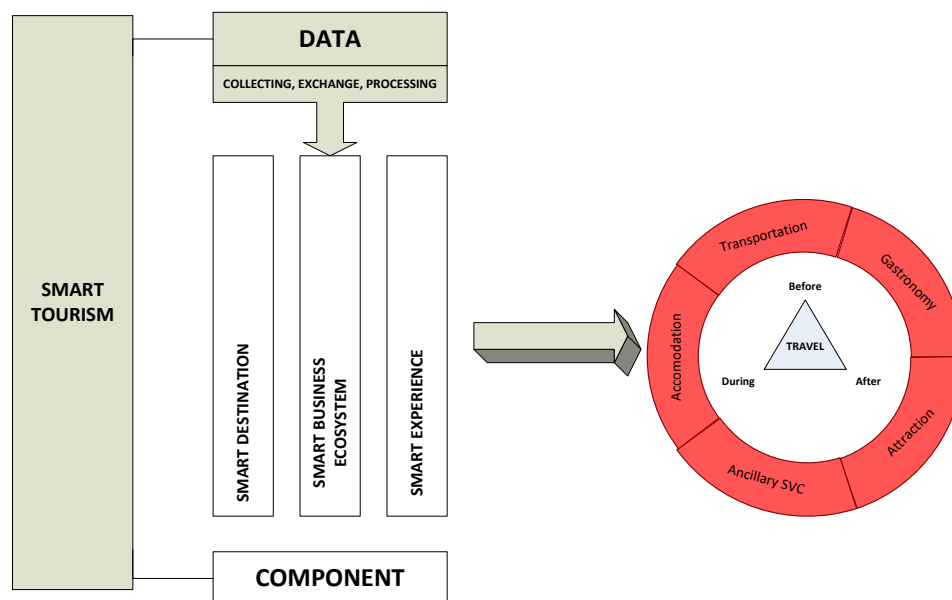 SMART
TOURISM
DATA
COLLECTING, EXCHANGE, PROCESSING
SMART DESTINATION
SMART BUSINESS
ECOSYSTEM
SMART EXPERIENCE
COMPONENT
Transportation
Gastronomy
Accomodation
Attraction
Ancillary SVC
Before
TRAVEL
During
After